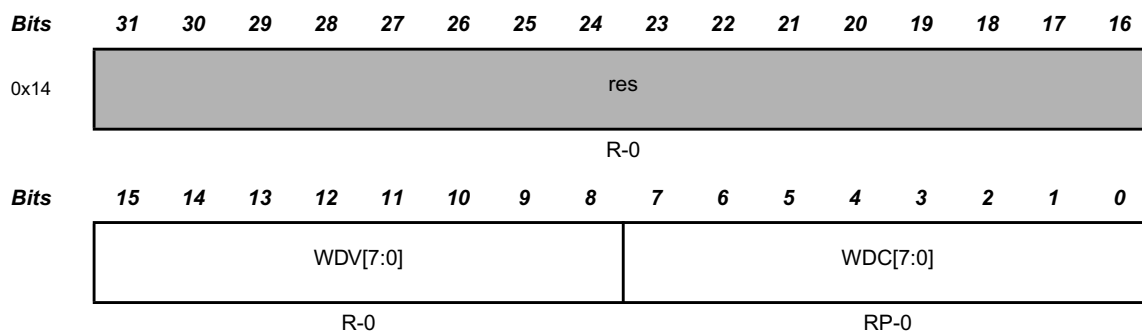 Bits 31 30 29 28 27 26 25 24 23 22 21 20 19 18 17 16
0x14 res
R-0
Bits 15 14 13 12 11 10 9 8 7 6 5 4 3 2 1 0
WDV[7:0] WDC[7:0]
R-0 RP-0